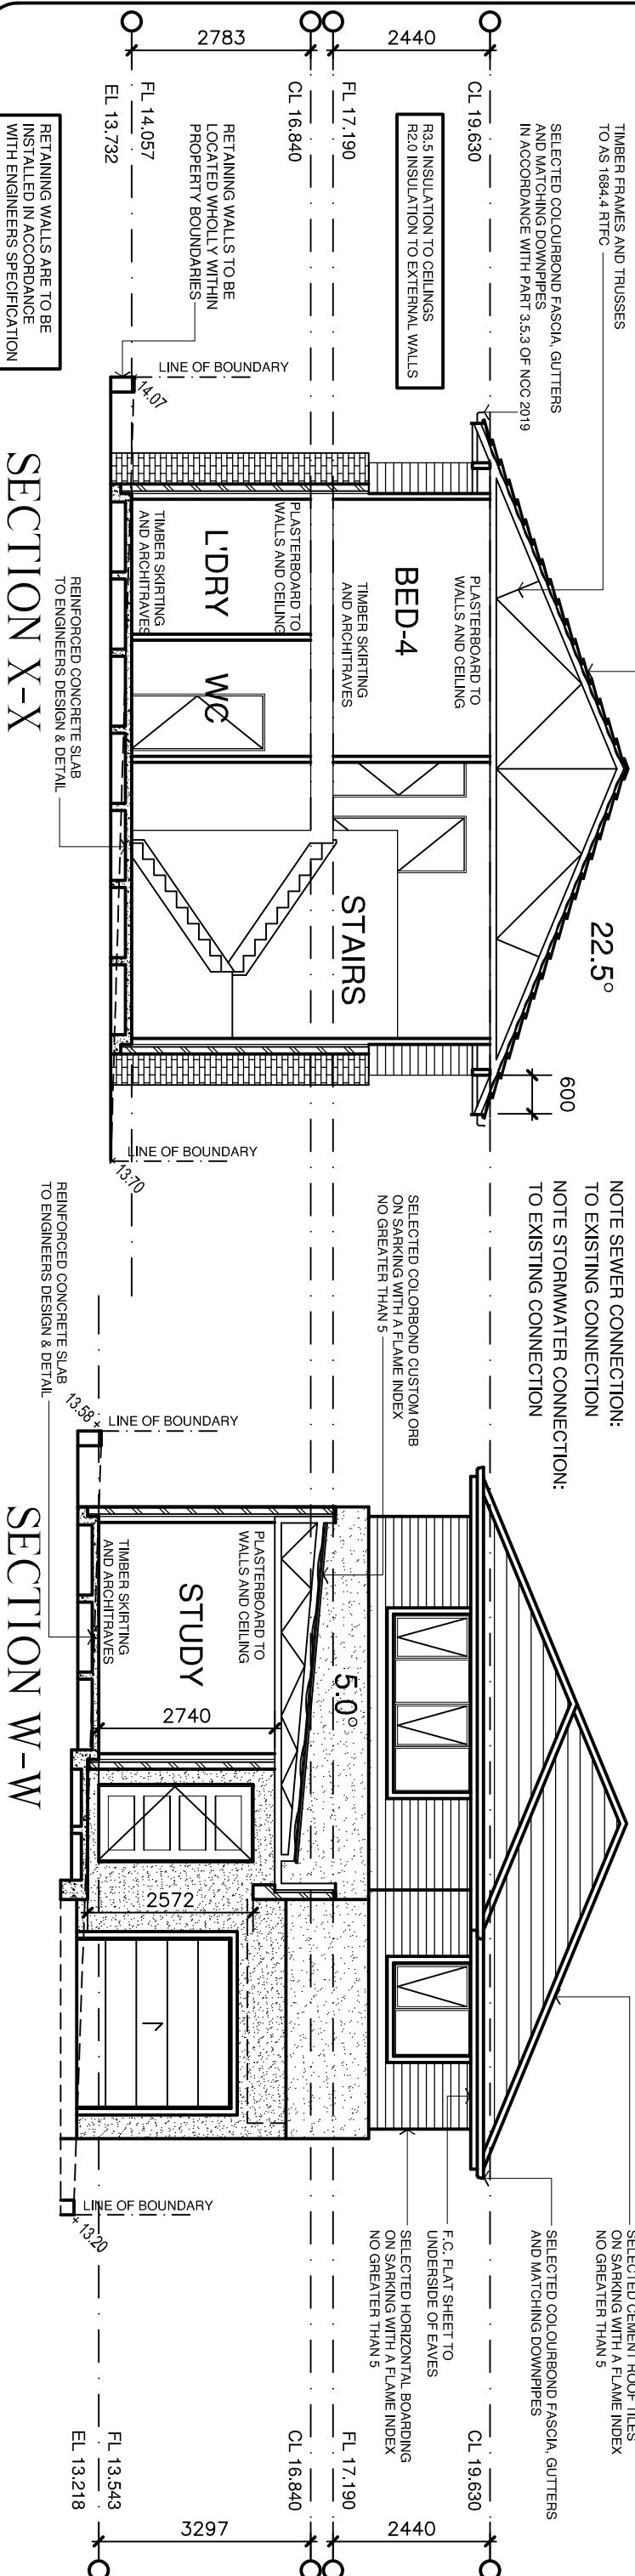 2783
2440
FL 14.057
EL 13.732
CL 16.840
FL 17.190
CL 19.630
TIMBER FRAMES AND TRUSSES
TO AS 1684.4 RTFC
SELECTED COLOURBOND FASCIA, GUTTERS
AND MATCHING DOWNPIPES
IN ACCORDANCE WITH PART 3.5.3 OF NCC 2019
R3.5 INSULATION TO CEILINGS
R2.0 INSULATION TO EXTERNAL WALLS
RETAINING WALLS TO BE
LOCATED WHOLLY WITHIN
PROPERTY BOUNDARIES
RETAINING WALLS ARE TO BE
INSTALLED IN ACCORDANCE
WITH ENGINEERS SPECIFICATION
LINE OF BOUNDARY
14.07
PLASTERBOARD TO
WALLS AND CEILING
BED-4
TIMBER SKIRTING
AND ARCHITRAVES
PLASTERBOARD TO
WALLS AND CEILING
L'DRY
TIMBER SKIRTING
AND ARCHITRAVES
WC
STAIRS
22.5°
600
REINFORCED CONCRETE SLAB
TO ENGINEERS DESIGN & DETAIL
LINE OF BOUNDARY
13.70
SECTION X-X
NOTE SEWER CONNECTION:
TO EXISTING CONNECTION
NOTE STORMWATER CONNECTION:
TO EXISTING CONNECTION
SELECTED COLORBOND CUSTOM ORB
ON SARKING WITH A FLAME INDEX
NO GREATER THAN 5
LINE OF BOUNDARY
13.58
REINFORCED CONCRETE SLAB
TO ENGINEERS DESIGN & DETAIL
PLASTERBOARD TO
WALLS AND CEILING
STUDY
TIMBER SKIRTING
AND ARCHITRAVES
2740
5.0°
2572
SECTION W-W
LINE OF BOUNDARY
13.20
SELECTED CEMENT ROOF TILES
ON SARKING WITH A FLAME INDEX
NO GREATER THAN 5
SELECTED COLOURBOND FASCIA, GUTTERS
AND MATCHING DOWNPIPES
F.C. FLAT SHEET TO
UNDERSIDE OF EAVES
SELECTED HORIZONTAL BOARDING
ON SARKING WITH A FLAME INDEX
NO GREATER THAN 5
CL 19.630
FL 17.190
CL 16.840
FL 13.543
EL 13.218
3297
2440